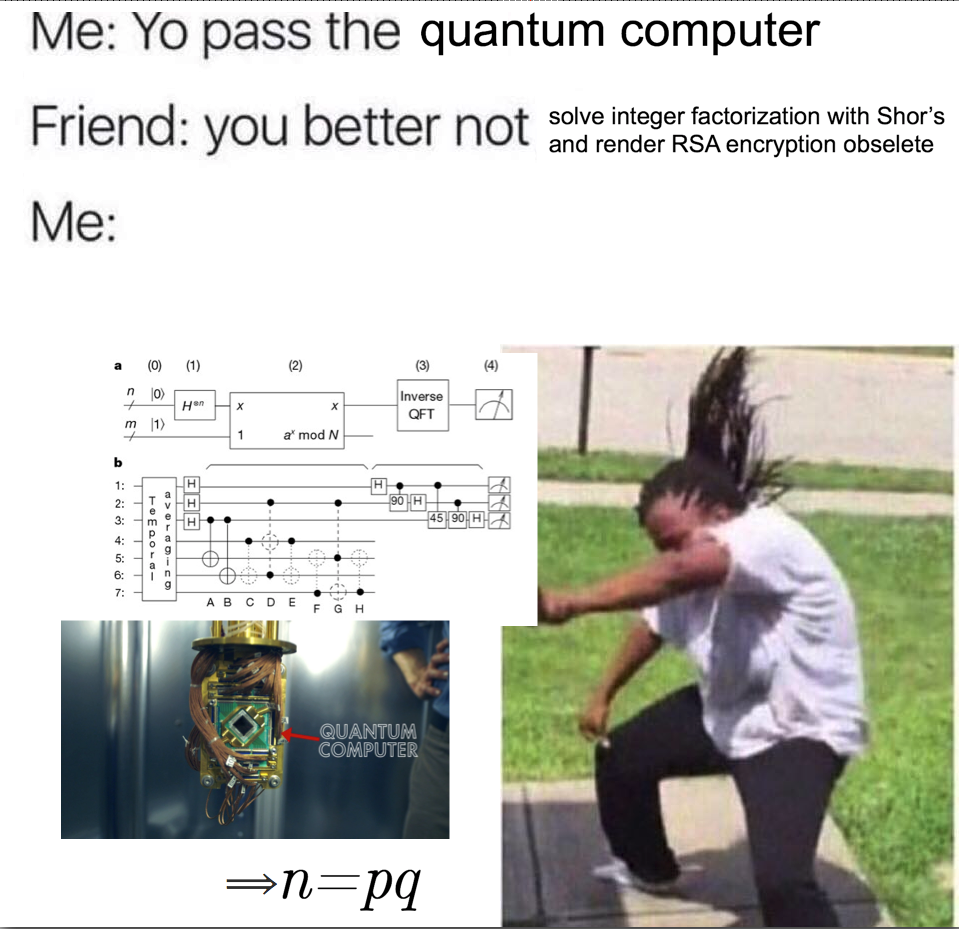 Me: Yo pass the quantum computer
Friend: you better not solve integer factorization with Shor's
and render RSA encryption obselete
Me:
a (0) (1) (2) (3) (4)
n |0⟩ H⊗n x x Inverse QFT
m |1⟩ 1 aˣ mod N
b
Temporal averaging
1: H H
2: H 90 H
3: H 45 90 H
4:
5:
6:
7:
A B C D E F G H
QUANTUM
COMPUTER
⟹n=pq